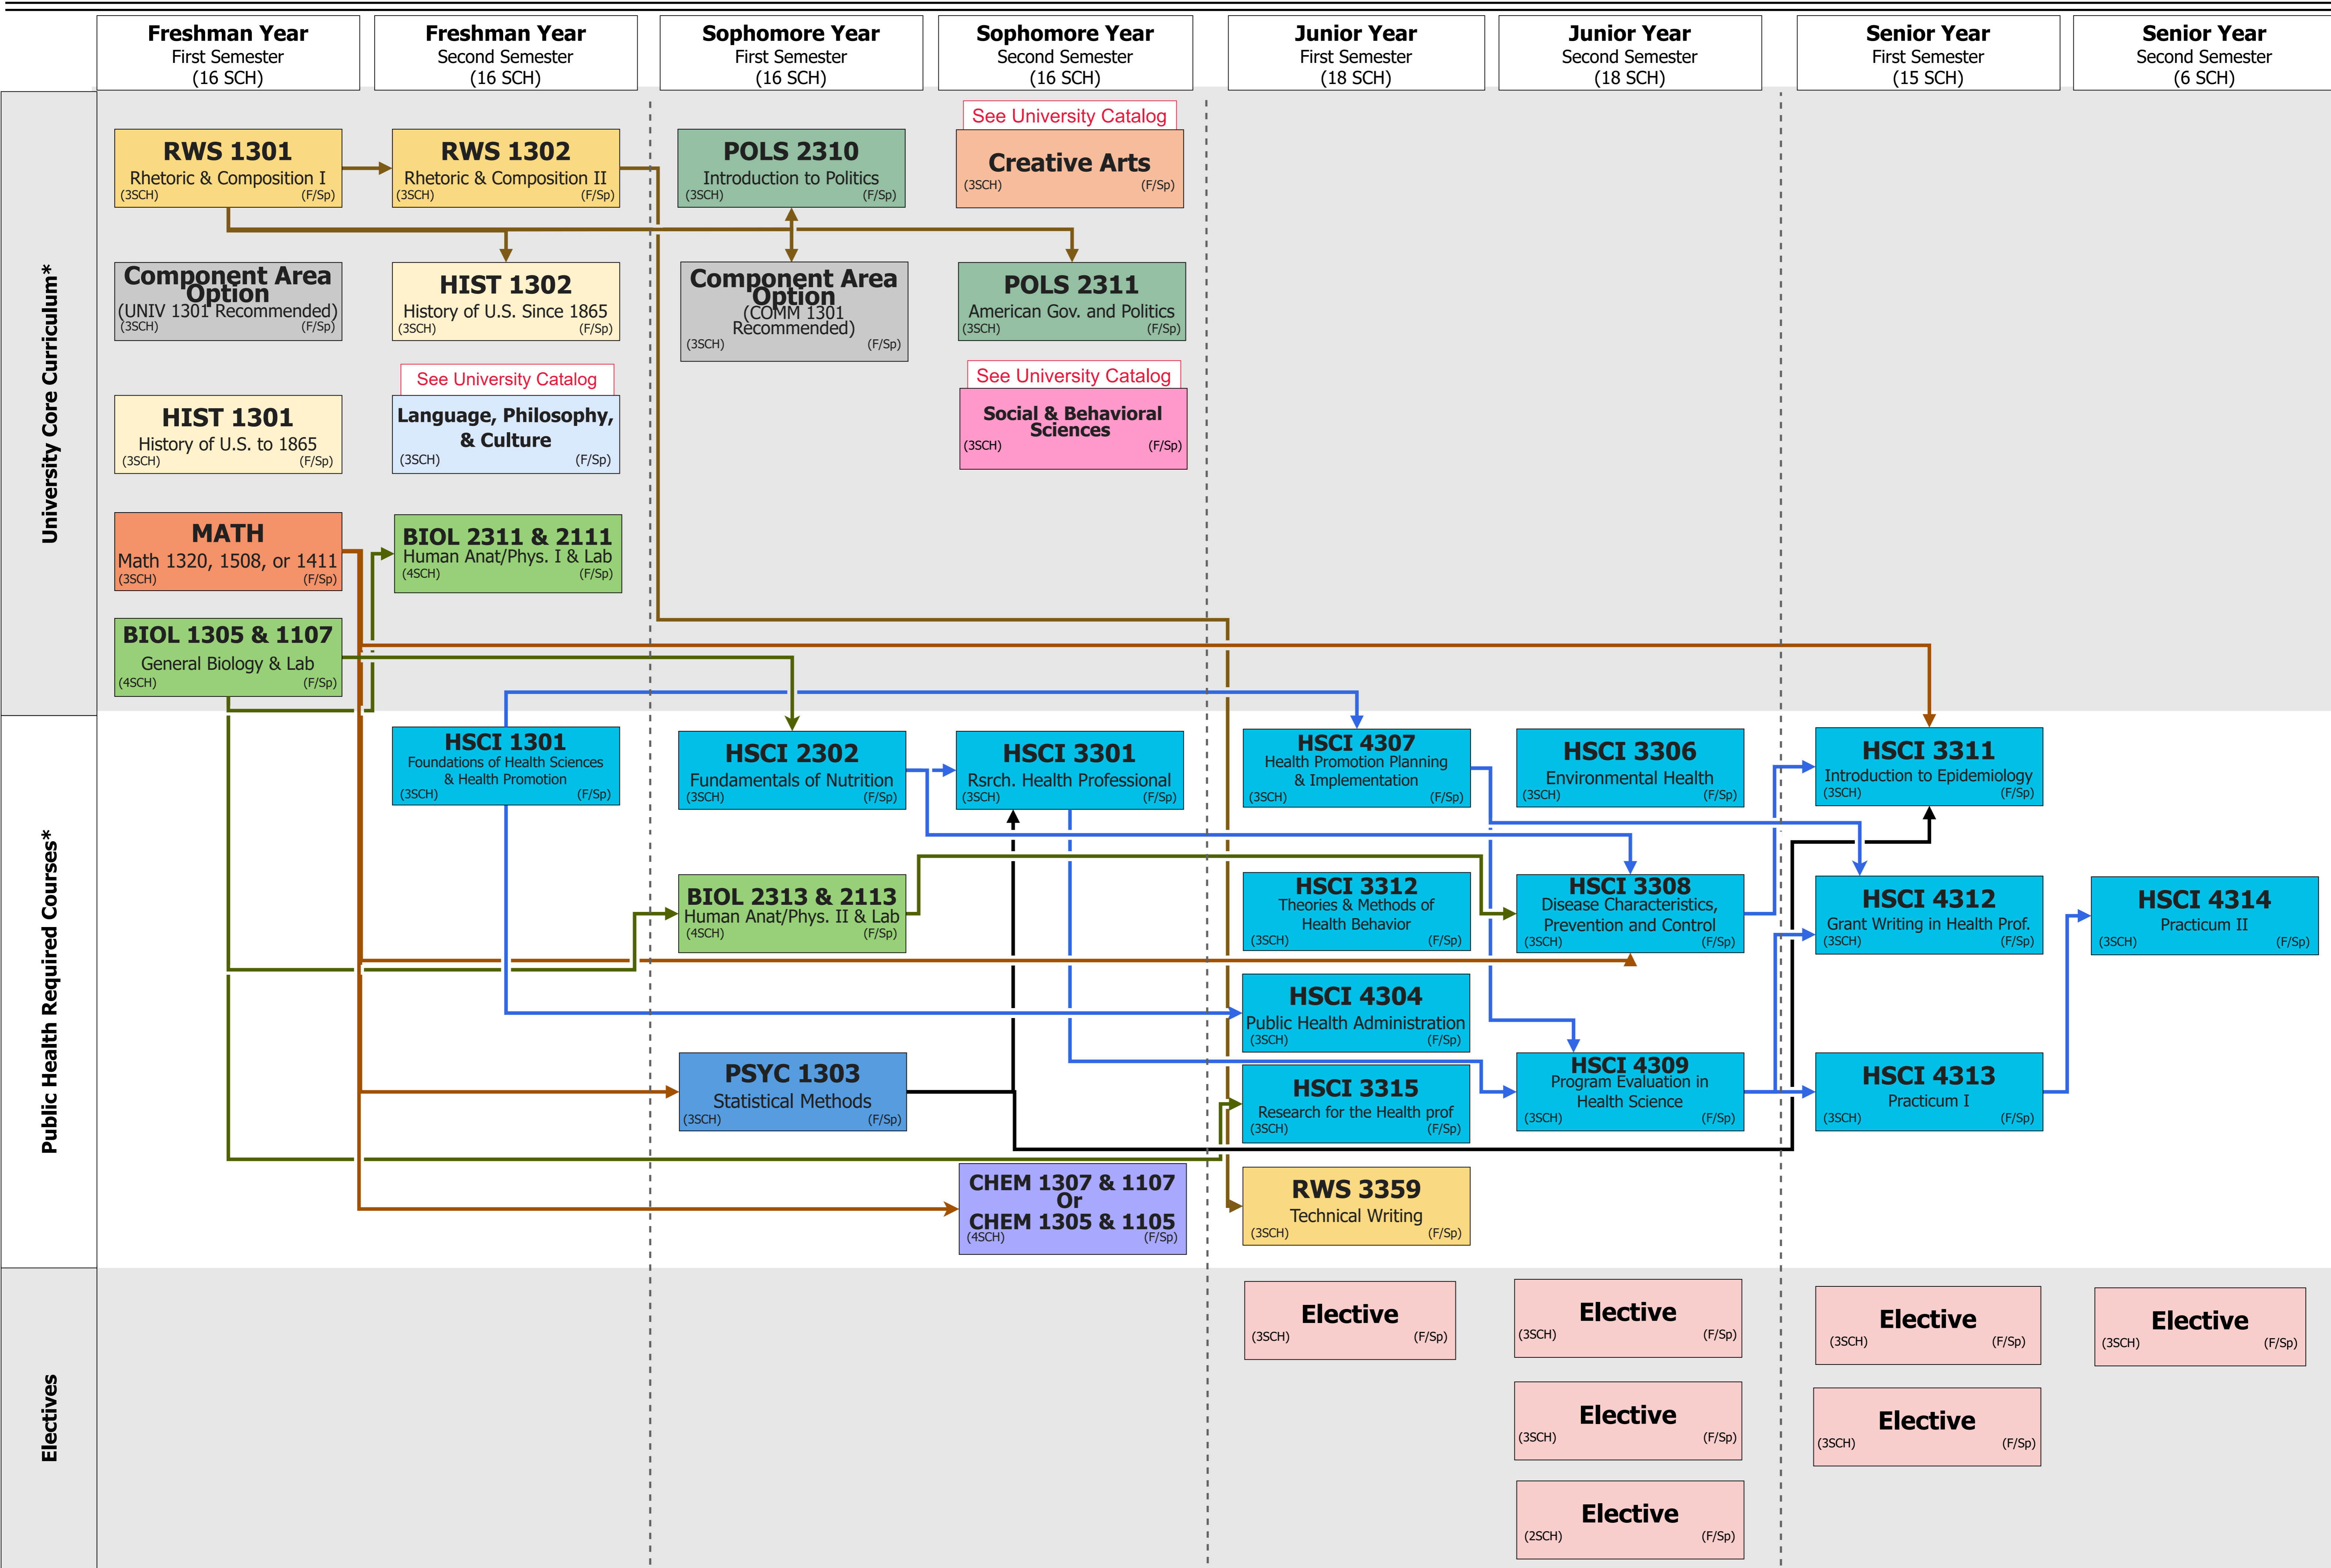 Freshman Year
First Semester
(16 SCH)
Freshman Year
Second Semester
(16 SCH)
Sophomore Year
First Semester
(16 SCH)
Sophomore Year
Second Semester
(16 SCH)
Junior Year
First Semester
(18 SCH)
Junior Year
Second Semester
(18 SCH)
Senior Year
First Semester
(15 SCH)
Senior Year
Second Semester
(6 SCH)
University Core Curriculum*
RWS 1301
Rhetoric & Composition I
(3SCH) (F/Sp)
RWS 1302
Rhetoric & Composition II
(3SCH) (F/Sp)
POLS 2310
Introduction to Politics
(3SCH) (F/Sp)
See University Catalog
Creative Arts
(3SCH) (F/Sp)
Component Area
Option
(UNIV 1301 Recommended)
(3SCH) (F/Sp)
HIST 1302
History of U.S. Since 1865
(3SCH) (F/Sp)
Component Area
Option
(COMM 1301
Recommended)
(3SCH) (F/Sp)
POLS 2311
American Gov. and Politics
(3SCH) (F/Sp)
HIST 1301
History of U.S. to 1865
(3SCH) (F/Sp)
See University Catalog
Language, Philosophy,
& Culture
(3SCH) (F/Sp)
See University Catalog
Social & Behavioral
Sciences
(3SCH) (F/Sp)
MATH
Math 1320, 1508, or 1411
(3SCH) (F/Sp)
BIOL 2311 & 2111
Human Anat/Phys. I & Lab
(4SCH) (F/Sp)
BIOL 1305 & 1107
General Biology & Lab
(4SCH) (F/Sp)
Public Health Required Courses*
HSCI 1301
Foundations of Health Sciences
& Health Promotion
(3SCH) (F/Sp)
HSCI 2302
Fundamentals of Nutrition
(3SCH) (F/Sp)
HSCI 3301
Rsrch. Health Professional
(3SCH) (F/Sp)
HSCI 4307
Health Promotion Planning
& Implementation
(3SCH) (F/Sp)
HSCI 3306
Environmental Health
(3SCH) (F/Sp)
HSCI 3311
Introduction to Epidemiology
(3SCH) (F/Sp)
BIOL 2313 & 2113
Human Anat/Phys. II & Lab
(4SCH) (F/Sp)
HSCI 3312
Theories & Methods of
Health Behavior
(3SCH) (F/Sp)
HSCI 3308
Disease Characteristics,
Prevention and Control
(3SCH) (F/Sp)
HSCI 4312
Grant Writing in Health Prof.
(3SCH) (F/Sp)
HSCI 4314
Practicum II
(3SCH) (F/Sp)
HSCI 4304
Public Health Administration
(3SCH) (F/Sp)
PSYC 1303
Statistical Methods
(3SCH) (F/Sp)
HSCI 3315
Research for the Health prof
(3SCH) (F/Sp)
HSCI 4309
Program Evaluation in
Health Science
(3SCH) (F/Sp)
HSCI 4313
Practicum I
(3SCH) (F/Sp)
CHEM 1307 & 1107
Or
CHEM 1305 & 1105
(4SCH) (F/Sp)
RWS 3359
Technical Writing
(3SCH) (F/Sp)
Electives
Elective
(3SCH) (F/Sp)
Elective
(3SCH) (F/Sp)
Elective
(3SCH) (F/Sp)
Elective
(3SCH) (F/Sp)
Elective
(3SCH) (F/Sp)
Elective
(3SCH) (F/Sp)
Elective
(2SCH) (F/Sp)